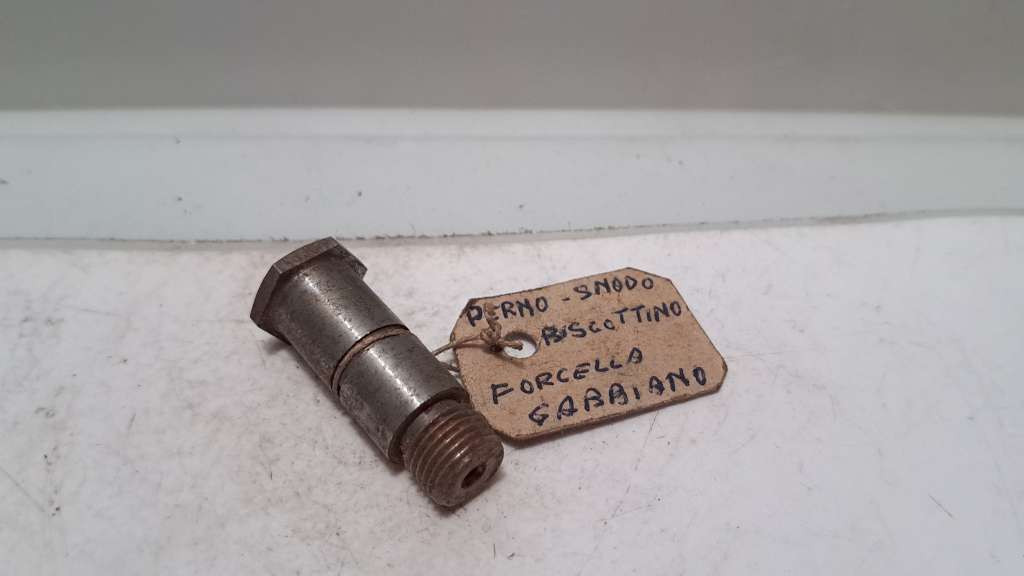 PERNO - SNODO
BISCOTTINO
FORCELLA
GABBIANO